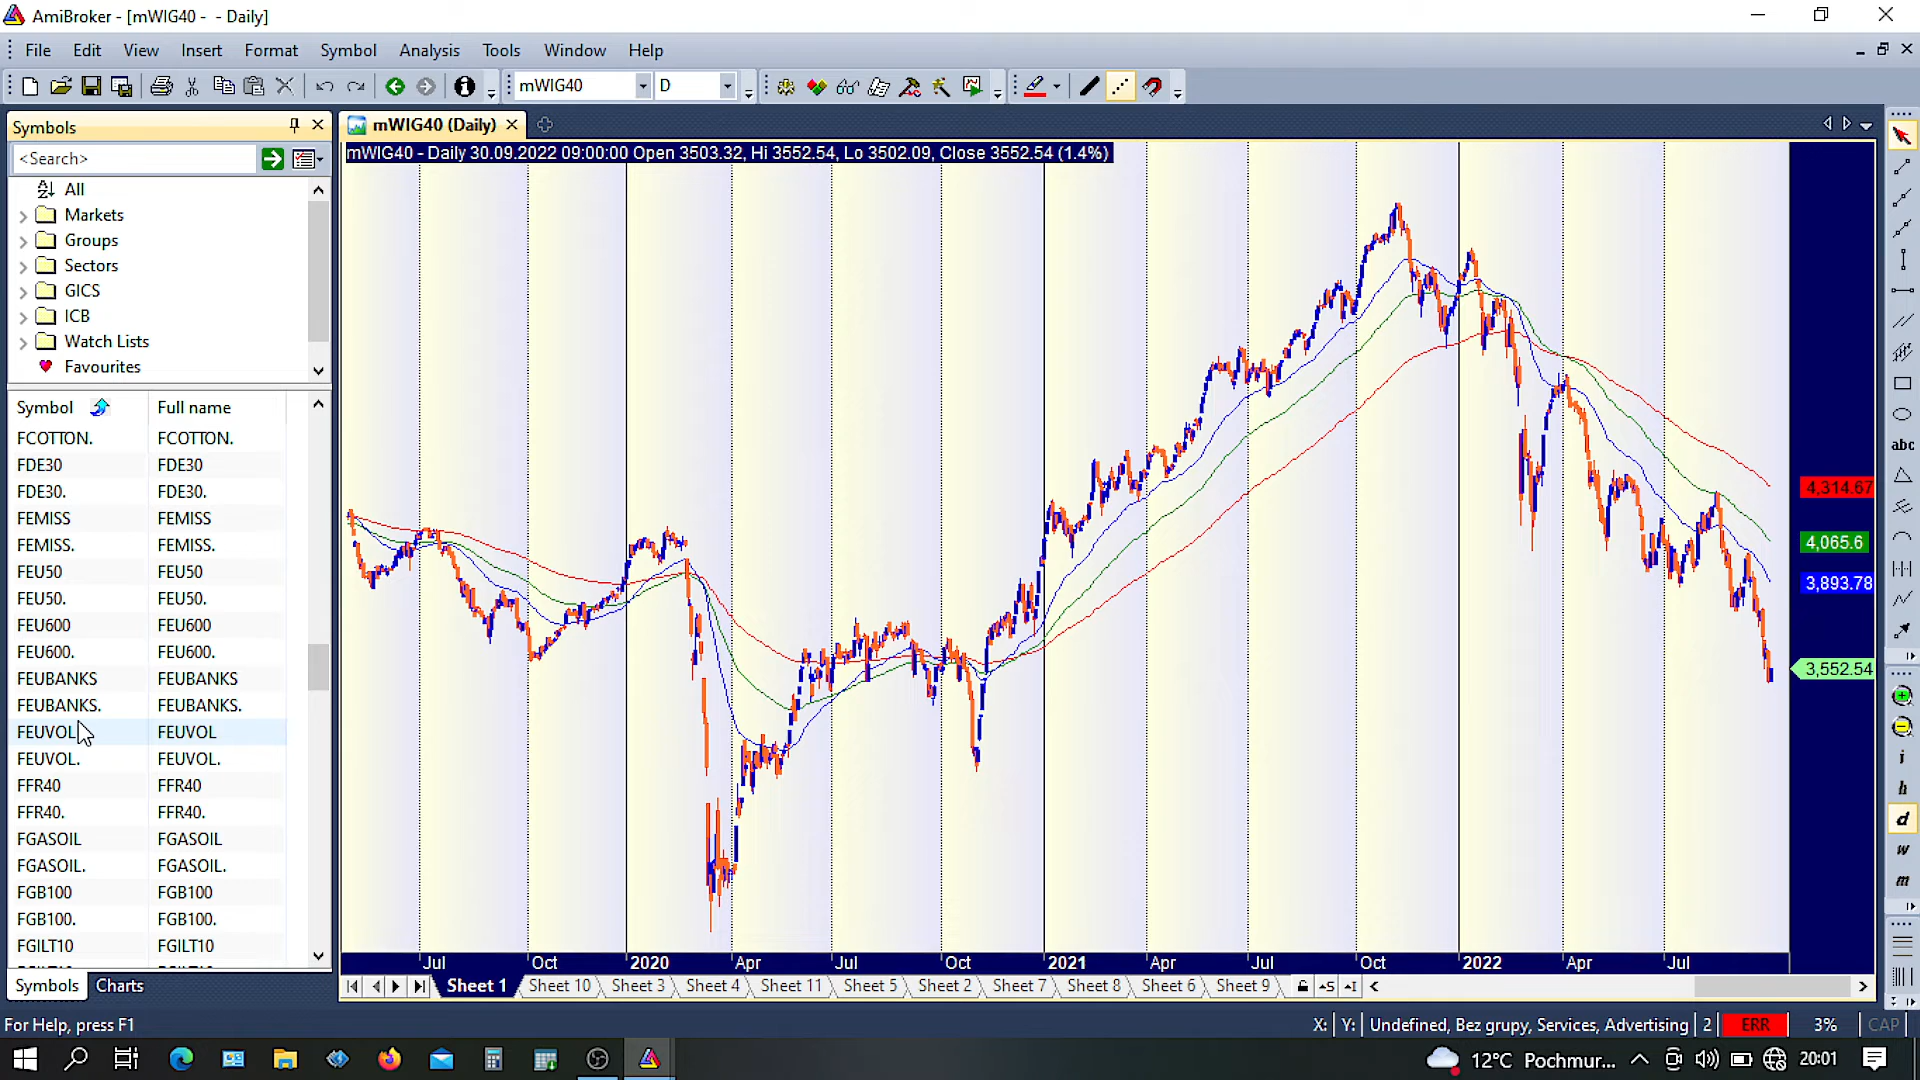 AmiBroker - [mWIG40 - - Daily]
File Edit View Insert Format Symbol Analysis Tools Window Help
mWIG40 D
Symbols
<Search>
All
Markets
Groups
Sectors
GICS
ICB
Watch Lists
Favourites
Symbol Full name
FCOTTON. FCOTTON.
FDE30 FDE30
FDE30. FDE30.
FEMISS FEMISS
FEMISS. FEMISS.
FEU50 FEU50
FEU50. FEU50.
FEU600 FEU600
FEU600. FEU600.
FEUBANKS FEUBANKS
FEUBANKS. FEUBANKS.
FEUVOL FEUVOL
FEUVOL. FEUVOL.
FFR40 FFR40
FFR40. FFR40.
FGASOIL FGASOIL
FGASOIL. FGASOIL.
FGB100 FGB100
FGB100. FGB100.
FGILT10 FGILT10
Symbols Charts
mWIG40 (Daily)
mWIG40 - Daily 30.09.2022 09:00:00 Open 3503.32, Hi 3552.54, Lo 3502.09, Close 3552.54 (1.4%)
4,314.67
4,065.6
3,893.78
3,552.54
Jul Oct 2020 Apr Jul Oct 2021 Apr Jul Oct 2022 Apr Jul
Sheet 1 Sheet 10 Sheet 3 Sheet 4 Sheet 11 Sheet 5 Sheet 2 Sheet 7 Sheet 8 Sheet 6 Sheet 9
abc
i
h
d
w
m
For Help, press F1
X: Y: Undefined, Bez grupy, Services, Advertising 2 ERR 3% CAP
12°C Pochmur... 20:01